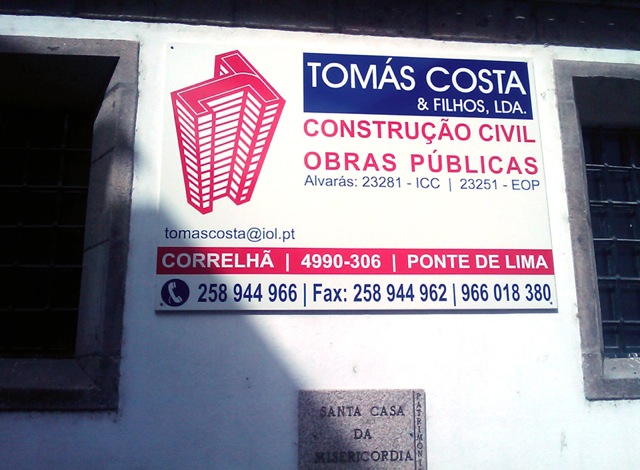 TOMÁS COSTA
& FILHOS, LDA.
CONSTRUÇÃO CIVIL
OBRAS PÚBLICAS
Alvarás: 23281 - ICC | 23251 - EOP
tomascosta@iol.pt
CORRELHÃ | 4990-306 | PONTE DE LIMA
258 944 966 | Fax: 258 944 962 | 966 018 380
SANTA CASA
DA
MISERICORDIA